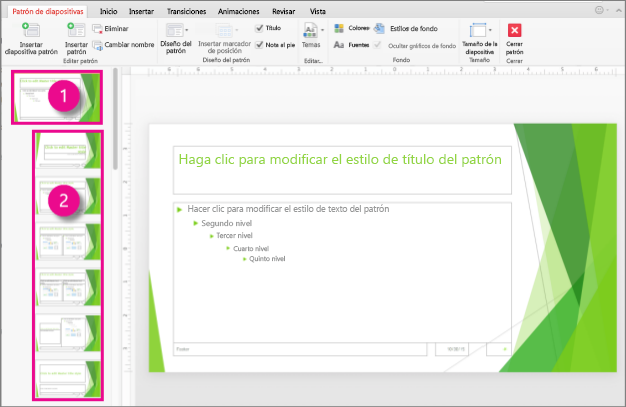 Patrón de diapositivas Inicio Insertar Transiciones Animaciones Revisar Vista
Insertar diapositiva patrón
Insertar patrón
Eliminar
Cambiar nombre
Editar patrón
Diseño del patrón
Insertar marcador de posición
Título
Note al pie
Diseño del patrón
Temas
Editar...
Colores
Fuentes
Estilos de fondo
Ocultar gráficos de fondo
Fondo
Tamaño de la diapositiva
Tamaño
Cerrar patrón
Cerrar
1
2
Haga clic para modificar el estilo de título del patrón
Hacer clic para modificar el estilo de texto del patrón
Segundo nivel
Tercer nivel
Cuarto nivel
Quinto nivel
Footer